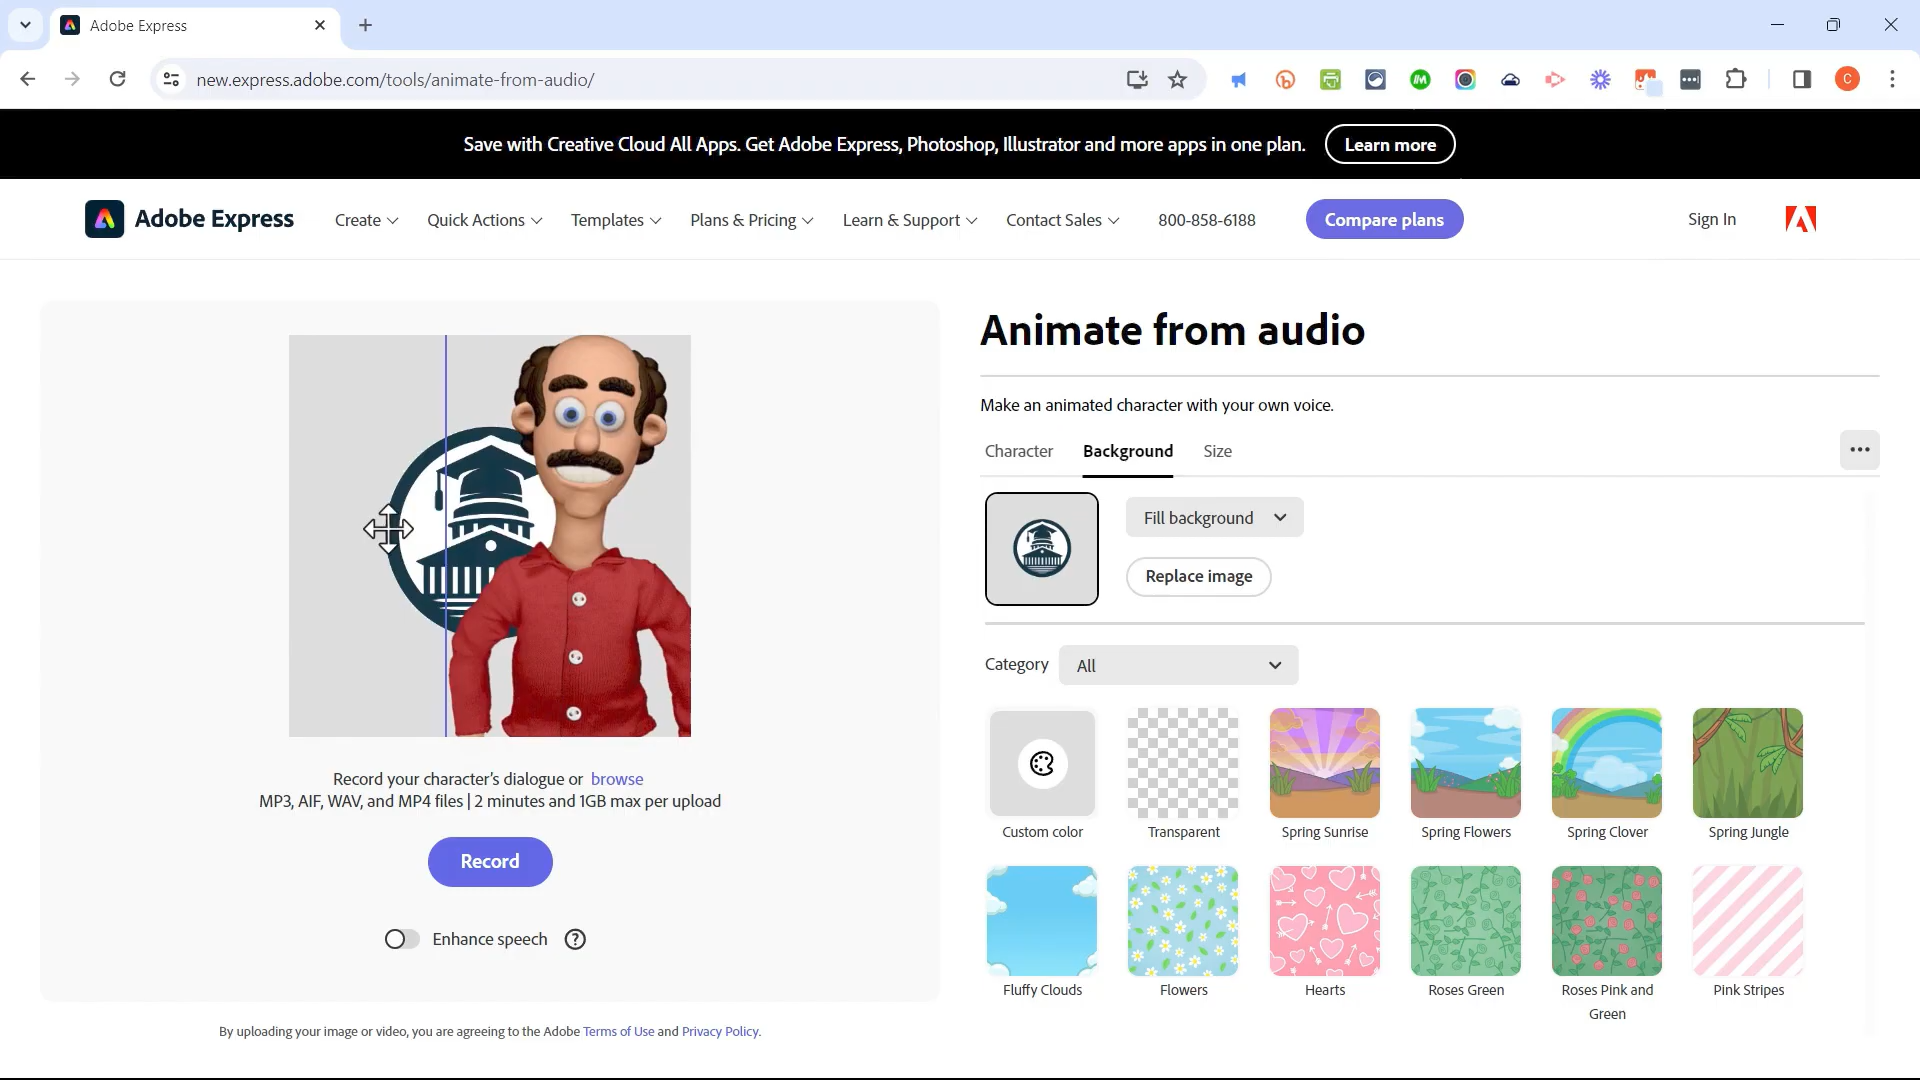 Adobe Express
new.express.adobe.com/tools/animate-from-audio/
C
Save with Creative Cloud All Apps. Get Adobe Express, Photoshop, Illustrator and more apps in one plan. Learn more
Adobe Express Create Quick Actions Templates Plans & Pricing Learn & Support Contact Sales 800-858-6188 Compare plans Sign In
Animate from audio
Make an animated character with your own voice.
Character Background Size
Fill background
Replace image
Category All
Custom color Transparent Spring Sunrise Spring Flowers Spring Clover Spring Jungle
Fluffy Clouds Flowers Hearts Roses Green Roses Pink and Green Pink Stripes
Record your character's dialogue or browse
MP3, AIF, WAV, and MP4 files | 2 minutes and 1GB max per upload
Record
Enhance speech
By uploading your image or video, you are agreeing to the Adobe Terms of Use and Privacy Policy.